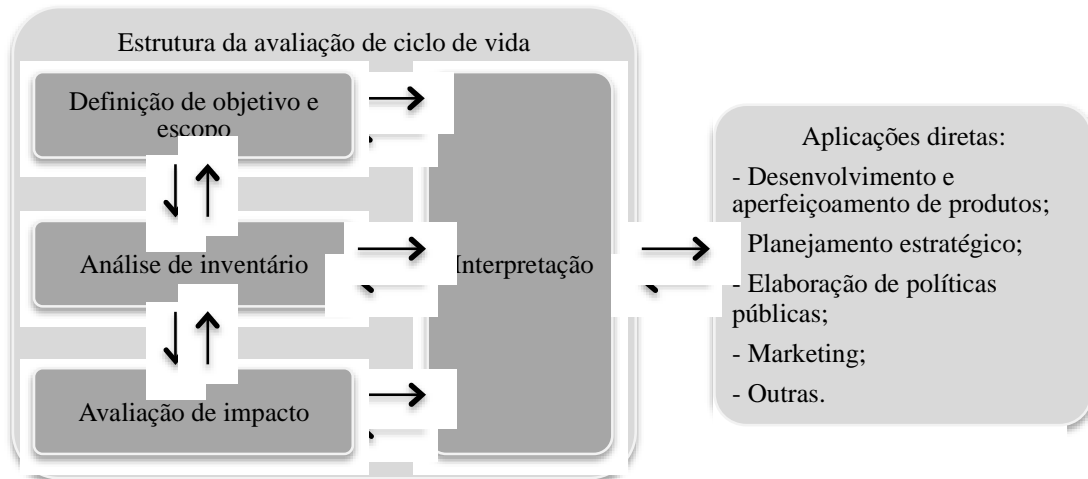 Estrutura da avaliação de ciclo de vida
Definição de objetivo e
escopo
Análise de inventário
Avaliação de impacto
Interpretação
Aplicações diretas:
- Desenvolvimento e
aperfeiçoamento de produtos;
Planejamento estratégico;
- Elaboração de políticas
públicas;
- Marketing;
- Outras.